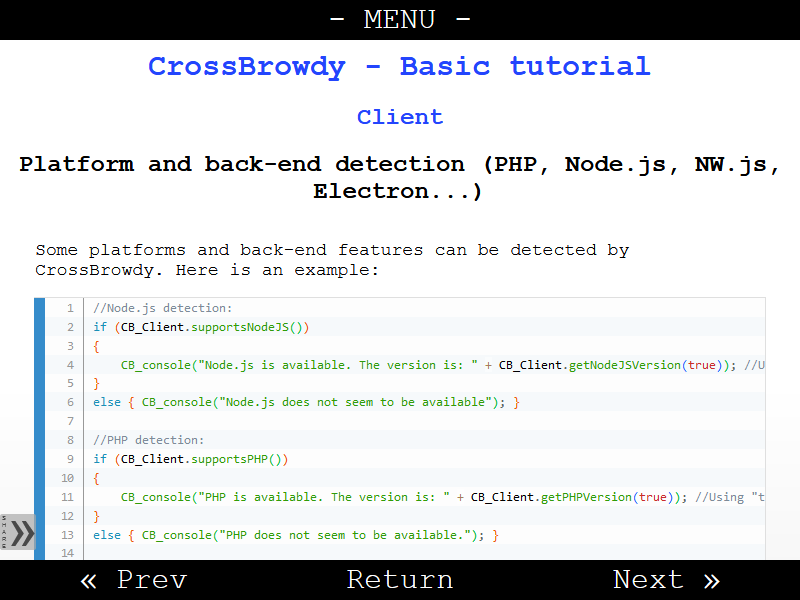 - MENU -
CrossBrowdy - Basic tutorial
Client
Platform and back-end detection (PHP, Node.js, NW.js,
Electron...)
Some platforms and back-end features can be detected by
CrossBrowdy. Here is an example:
1 //Node.js detection:
2 if (CB_Client.supportsNodeJS())
3 {
4 CB_console("Node.js is available. The version is: " + CB_Client.getNodeJSVersion(true)); //U
5 }
6 else { CB_console("Node.js does not seem to be available"); }
7
8 //PHP detection:
9 if (CB_Client.supportsPHP())
10 {
11 CB_console("PHP is available. The version is: " + CB_Client.getPHPVersion(true)); //Using "t
12 }
13 else { CB_console("PHP does not seem to be available."); }
14
SHARE »
« Prev Return Next »